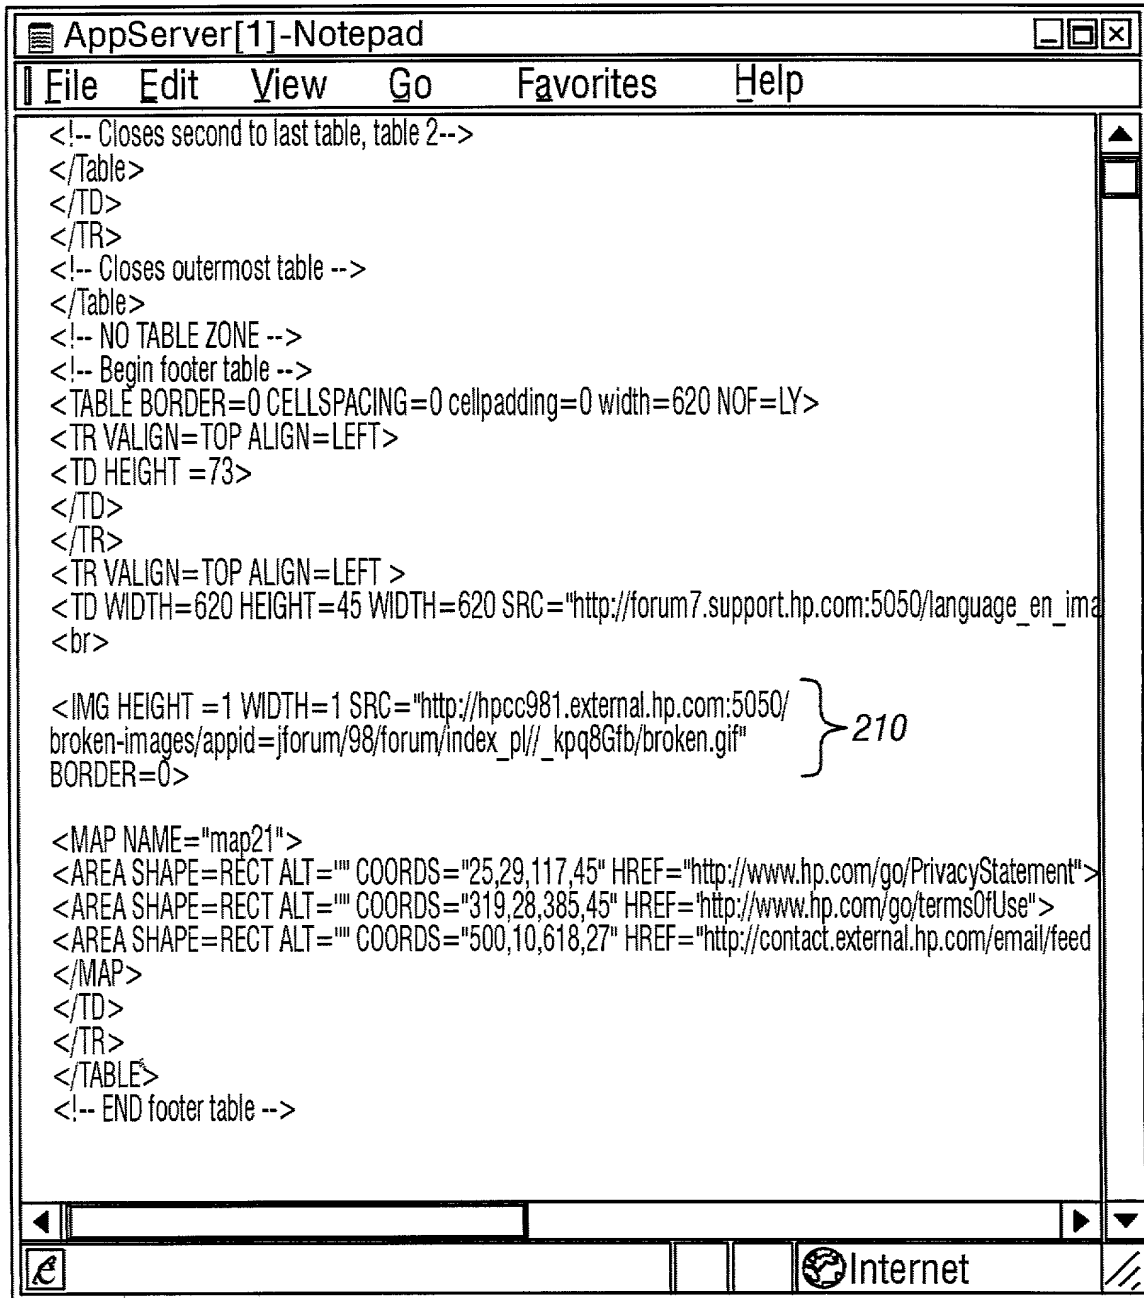 AppServer[1]-Notepad
File Edit View Go Favorites Help
<!-- Closes second to last table, table 2-->
</Table>
</TD>
</TR>
<!-- Closes outermost table -->
</Table>
<!-- NO TABLE ZONE -->
<!-- Begin footer table -->
<TABLE BORDER=0 CELLSPACING=0 cellpadding=0 width=620 NOF=LY>
<TR VALIGN=TOP ALIGN=LEFT>
<TD HEIGHT =73>
</TD>
</TR>
<TR VALIGN=TOP ALIGN=LEFT >
<TD WIDTH=620 HEIGHT=45 WIDTH=620 SRC="http://forum7.support.hp.com:5050/language_en_ima
<br>
<IMG HEIGHT =1 WIDTH=1 SRC="http://hpcc981.external.hp.com:5050/
broken-images/appid=jforum/98/forum/index_pl//_kpq8Gfb/broken.gif"
BORDER=0>
210
<MAP NAME="map21">
<AREA SHAPE=RECT ALT="" COORDS="25,29,117,45" HREF="http://www.hp.com/go/PrivacyStatement">
<AREA SHAPE=RECT ALT="" COORDS="319,28,385,45" HREF="http://www.hp.com/go/termsOfUse">
<AREA SHAPE=RECT ALT="" COORDS="500,10,618,27" HREF="http://contact.external.hp.com/email/feed
</MAP>
</TD>
</TR>
</TABLE>
<!-- END footer table -->
Internet